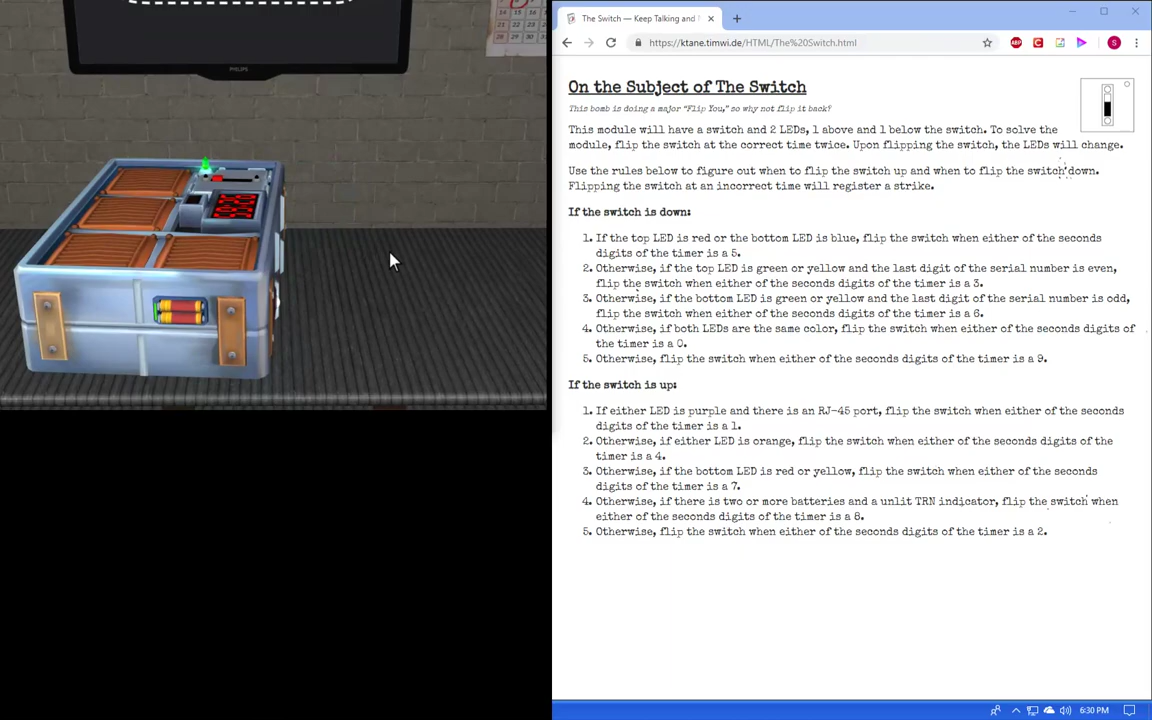 PHILIPS
The Switch — Keep Talking and
https://ktane.timwi.de/HTML/The%20Switch.html
ABP
C
S
On the Subject of The Switch
This bomb is doing a major “Flip You,” so why not flip it back?
This module will have a switch and 2 LEDs, 1 above and 1 below the switch. To solve the
module, flip the switch at the correct time twice. Upon flipping the switch, the LEDs will change.
Use the rules below to figure out when to flip the switch up and when to flip the switch down.
Flipping the switch at an incorrect time will register a strike.
If the switch is down:
1. If the top LED is red or the bottom LED is blue, flip the switch when either of the seconds
digits of the timer is a 5.
2. Otherwise, if the top LED is green or yellow and the last digit of the serial number is even,
flip the switch when either of the seconds digits of the timer is a 3.
3. Otherwise, if the bottom LED is green or yellow and the last digit of the serial number is odd,
flip the switch when either of the seconds digits of the timer is a 6.
4. Otherwise, if both LEDs are the same color, flip the switch when either of the seconds digits of
the timer is a 0.
5. Otherwise, flip the switch when either of the seconds digits of the timer is a 9.
If the switch is up:
1. If either LED is purple and there is an RJ-45 port, flip the switch when either of the seconds
digits of the timer is a 1.
2. Otherwise, if either LED is orange, flip the switch when either of the seconds digits of the
timer is a 4.
3. Otherwise, if the bottom LED is red or yellow, flip the switch when either of the seconds
digits of the timer is a 7.
4. Otherwise, if there is two or more batteries and a unlit TRN indicator, flip the switch when
either of the seconds digits of the timer is a 8.
5. Otherwise, flip the switch when either of the seconds digits of the timer is a 2.
6:30 PM